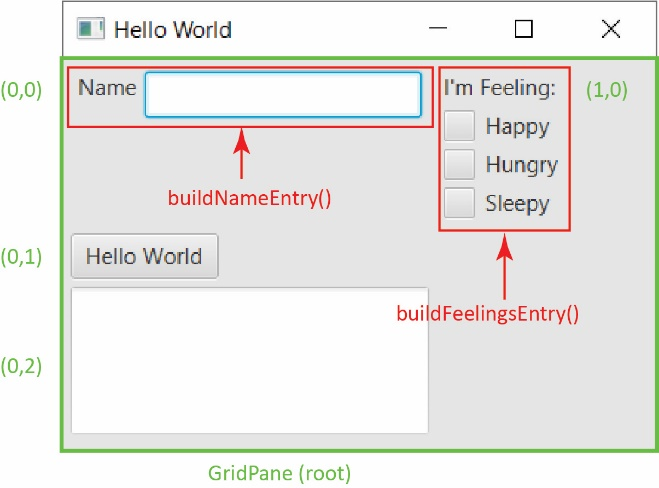 Hello World
(0,0)
Name
I'm Feeling:
(1,0)
Happy
Hungry
Sleepy
buildNameEntry()
(0,1)
Hello World
buildFeelingsEntry()
(0,2)
GridPane (root)